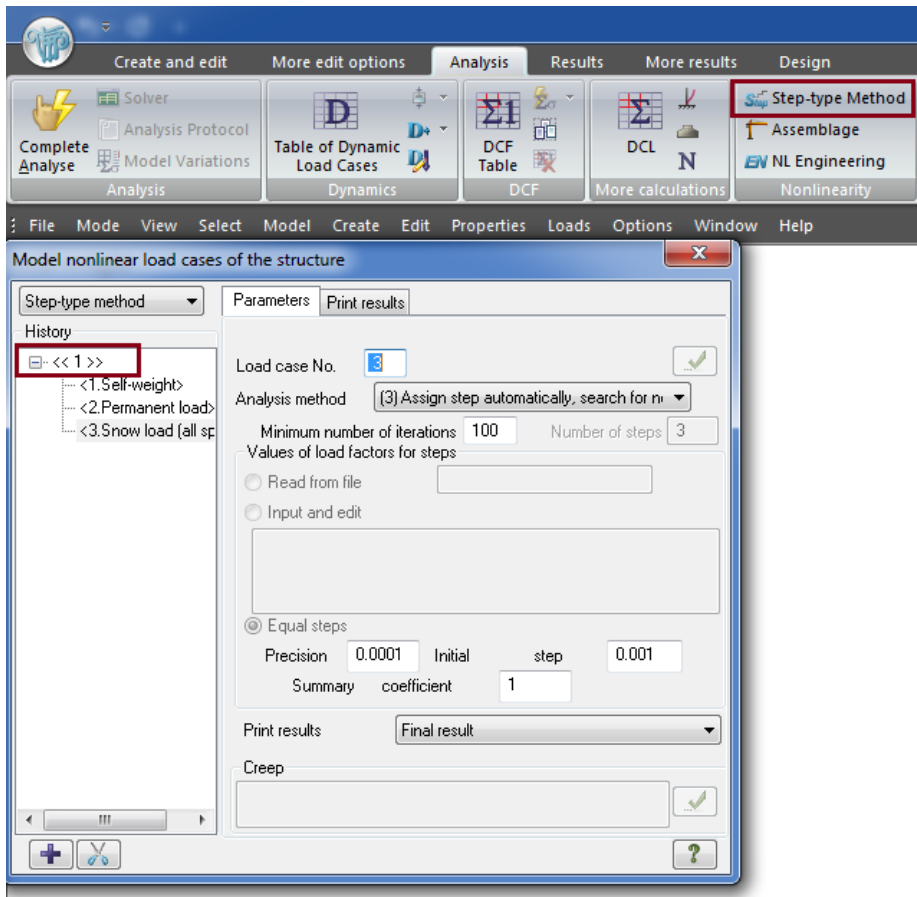 Create and edit More edit options Analysis Results More results Design
Solver
Analysis Protocol
Model Variations
Complete
Analyse
Analysis
D
Table of Dynamic
Load Cases
D+
D
Dynamics
Σ1
DCF
Table
Σσ
DCF
Σ
DCL
N
More calculations
Step Step-type Method
Assemblage
EN NL Engineering
Nonlinearity
File Mode View Select Model Create Edit Properties Loads Options Window Help
Model nonlinear load cases of the structure
x
Step-type method
History
<< 1 >>
<1.Self-weight>
<2.Permanent load>
<3.Snow load (all sp
Parameters Print results
Load case No. 3
Analysis method (3) Assign step automatically, search for n
Minimum number of iterations 100 Number of steps 3
Values of load factors for steps
Read from file
Input and edit
Equal steps
Precision 0.0001 Initial step 0.001
Summary coefficient 1
Print results Final result
Creep
?